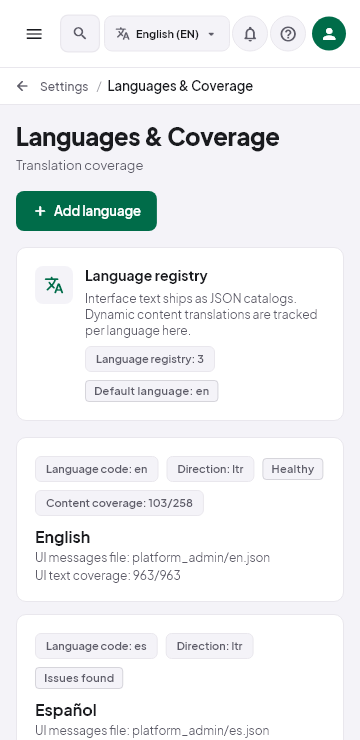 English (EN)
Settings / Languages & Coverage
Languages & Coverage
Translation coverage
+ Add language
Language registry
Interface text ships as JSON catalogs.
Dynamic content translations are tracked
per language here.
Language registry: 3
Default language: en
Language code: en Direction: ltr Healthy
Content coverage: 103/258
English
UI messages file: platform_admin/en.json
UI text coverage: 963/963
Language code: es Direction: ltr
Issues found
Español
UI messages file: platform_admin/es.json